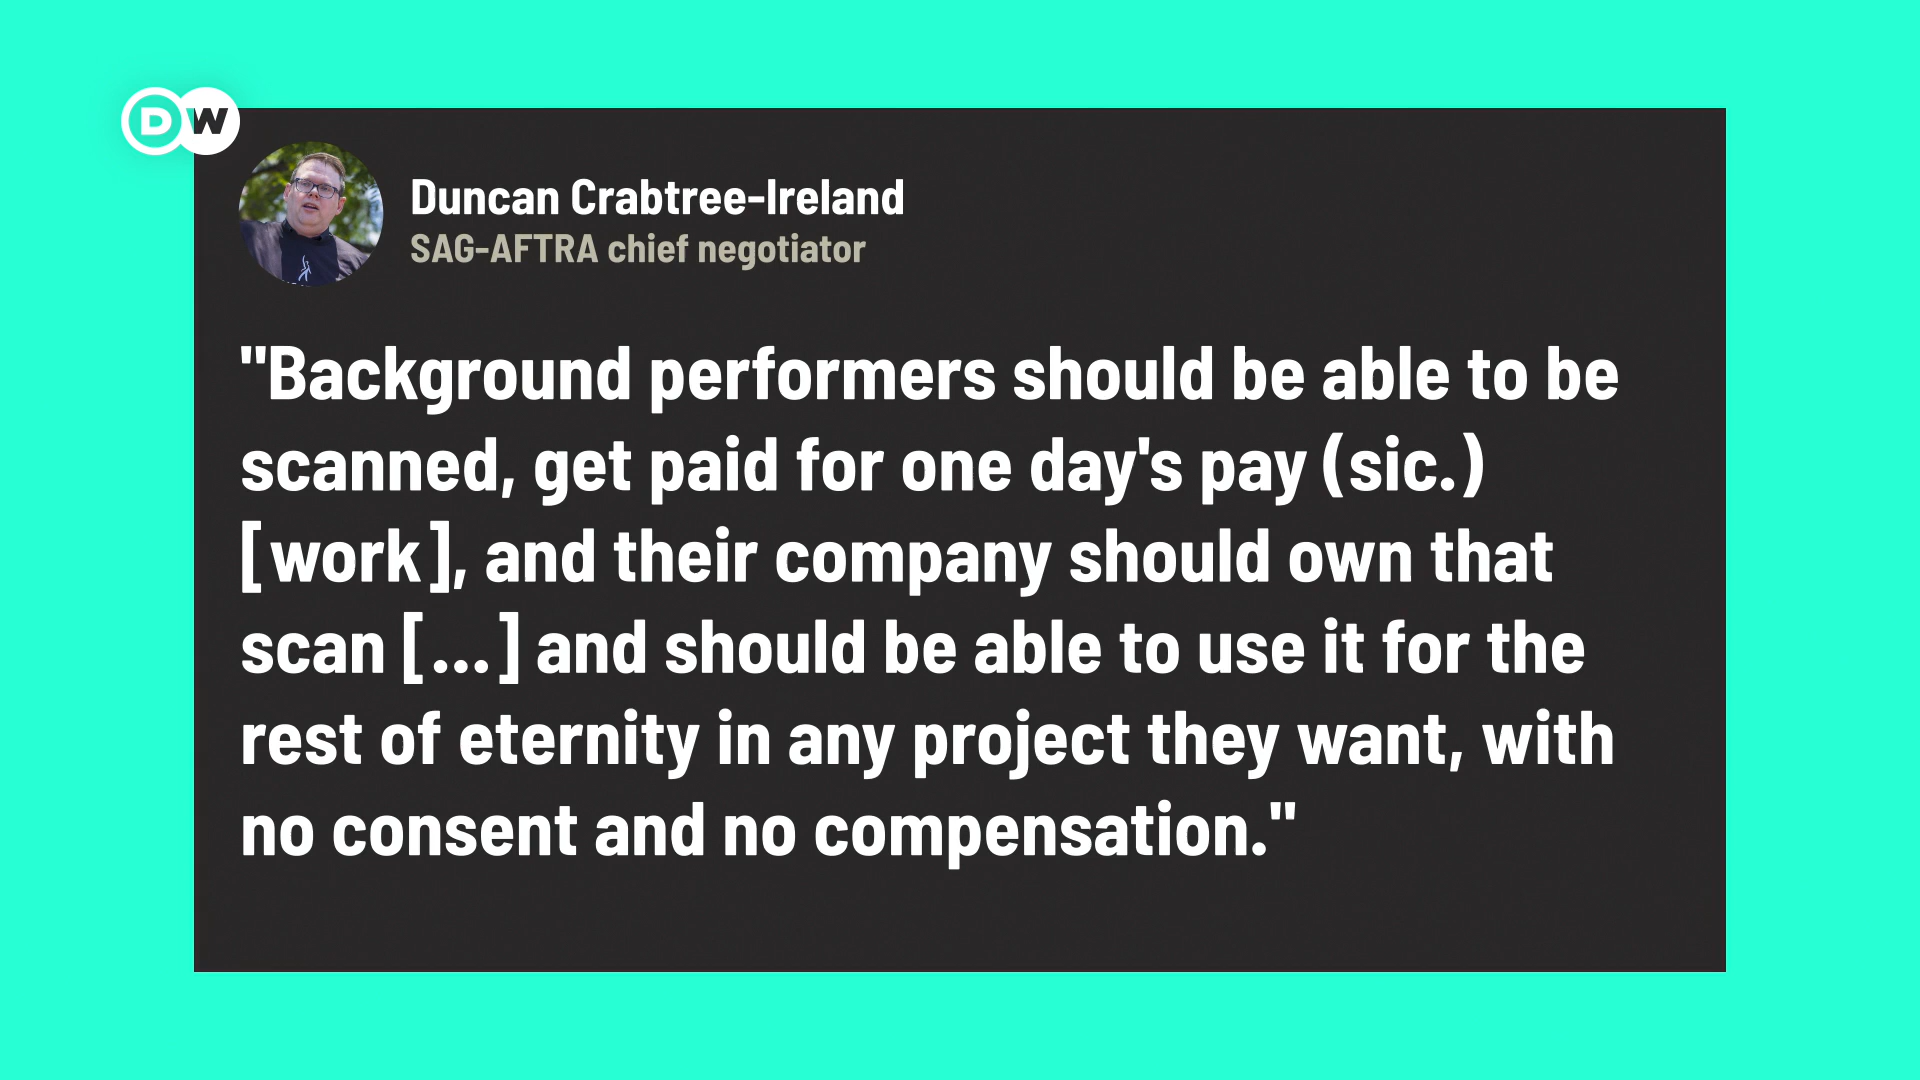 DW
Duncan Crabtree-Ireland
SAG-AFTRA chief negotiator
"Background performers should be able to be
scanned, get paid for one day's pay (sic.)
[work], and their company should own that
scan [...] and should be able to use it for the
rest of eternity in any project they want, with
no consent and no compensation."